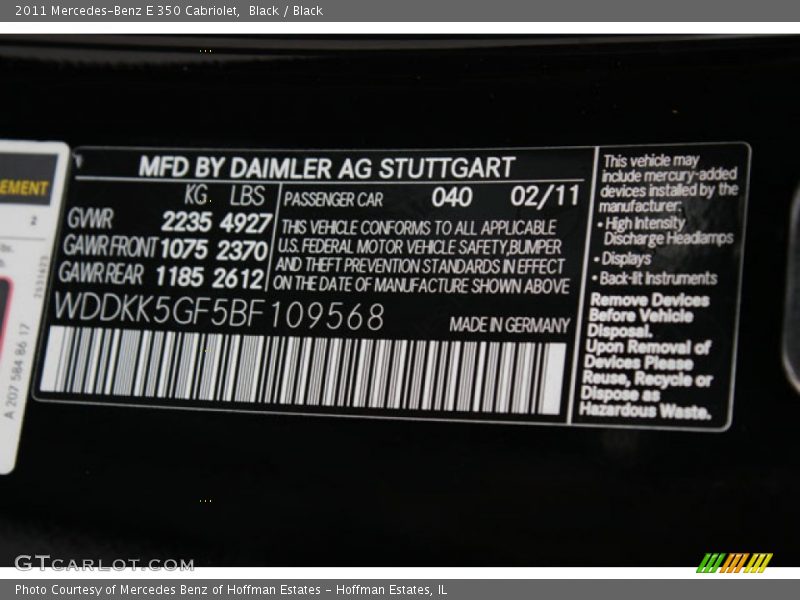 2011 Mercedes-Benz E 350 Cabriolet,  Black / Black
EMENT
2
A 207 584 86 17
MFD BY DAIMLER AG STUTTGART
KG LBS
GVWR 2235 4927
GAWR FRONT 1075 2370
GAWR REAR 1185 2612
PASSENGER CAR 040 02/11
THIS VEHICLE CONFORMS TO ALL APPLICABLE
U.S. FEDERAL MOTOR VEHICLE SAFETY,BUMPER
AND THEFT PREVENTION STANDARDS IN EFFECT
ON THE DATE OF MANUFACTURE SHOWN ABOVE
WDDKK5GF5BF109568
MADE IN GERMANY
This vehicle may
include mercury-added
devices installed by the
manufacturer:
• High Intensity
Discharge Headlamps
• Displays
• Back-lit Instruments
Remove Devices
Before Vehicle
Disposal.
Upon Removal of
Devices Please
Reuse, Recycle or
Dispose as
Hazardous Waste.
GTCARLOT.COM
Photo Courtesy of Mercedes Benz of Hoffman Estates - Hoffman Estates, IL